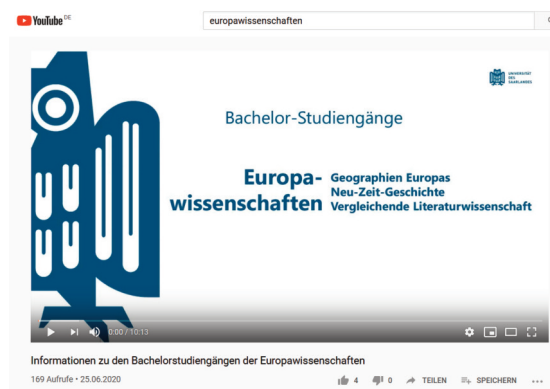 YouTube DE
europawissenschaften
UNIVERSITÄT
DES
SAARLANDES
Bachelor-Studiengänge
Europa-
wissenschaften
Geographien Europas
Neu-Zeit-Geschichte
Vergleichende Literaturwissenschaft
0:00 / 10:13
Informationen zu den Bachelorstudiengängen der Europawissenschaften
169 Aufrufe • 25.06.2020 4 0 TEILEN SPEICHERN ...